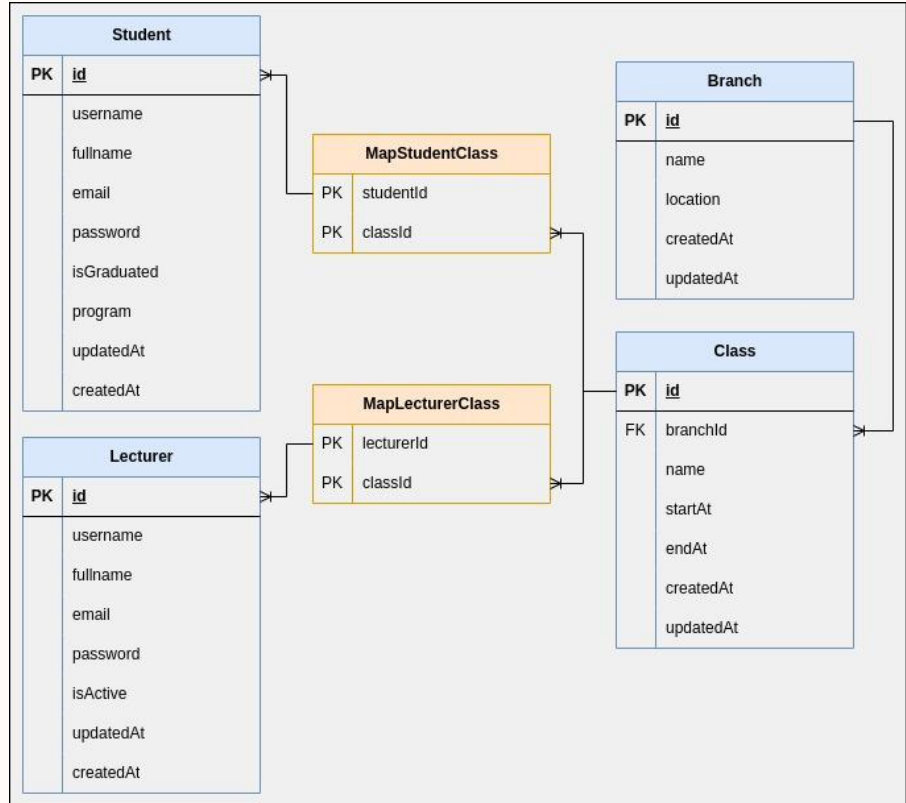 Student
PK id
username
fullname
email
password
isGraduated
program
updatedAt
createdAt
MapStudentClass
PK studentId
PK classId
Branch
PK id
name
location
createdAt
updatedAt
Lecturer
PK id
username
fullname
email
password
isActive
updatedAt
createdAt
MapLecturerClass
PK lecturerId
PK classId
Class
PK id
FK branchId
name
startAt
endAt
createdAt
updatedAt